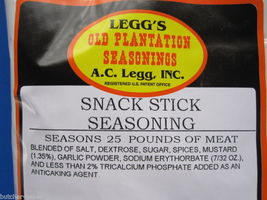 LEGG'S
OLD PLANTATION
SEASONINGS
A.C. LEGG, INC.
REGISTERED U.S. PATENT OFFICE
SNACK STICK
SEASONING
SEASONS 25 POUNDS OF MEAT
BLENDED OF SALT, DEXTROSE, SUGAR, SPICES, MUSTARD
(1.35%), GARLIC POWDER, SODIUM ERYTHORBATE (7/32 OZ.),
AND LESS THAN 2% TRICALCIUM PHOSPHATE ADDED AS AN
ANTICAKING AGENT.